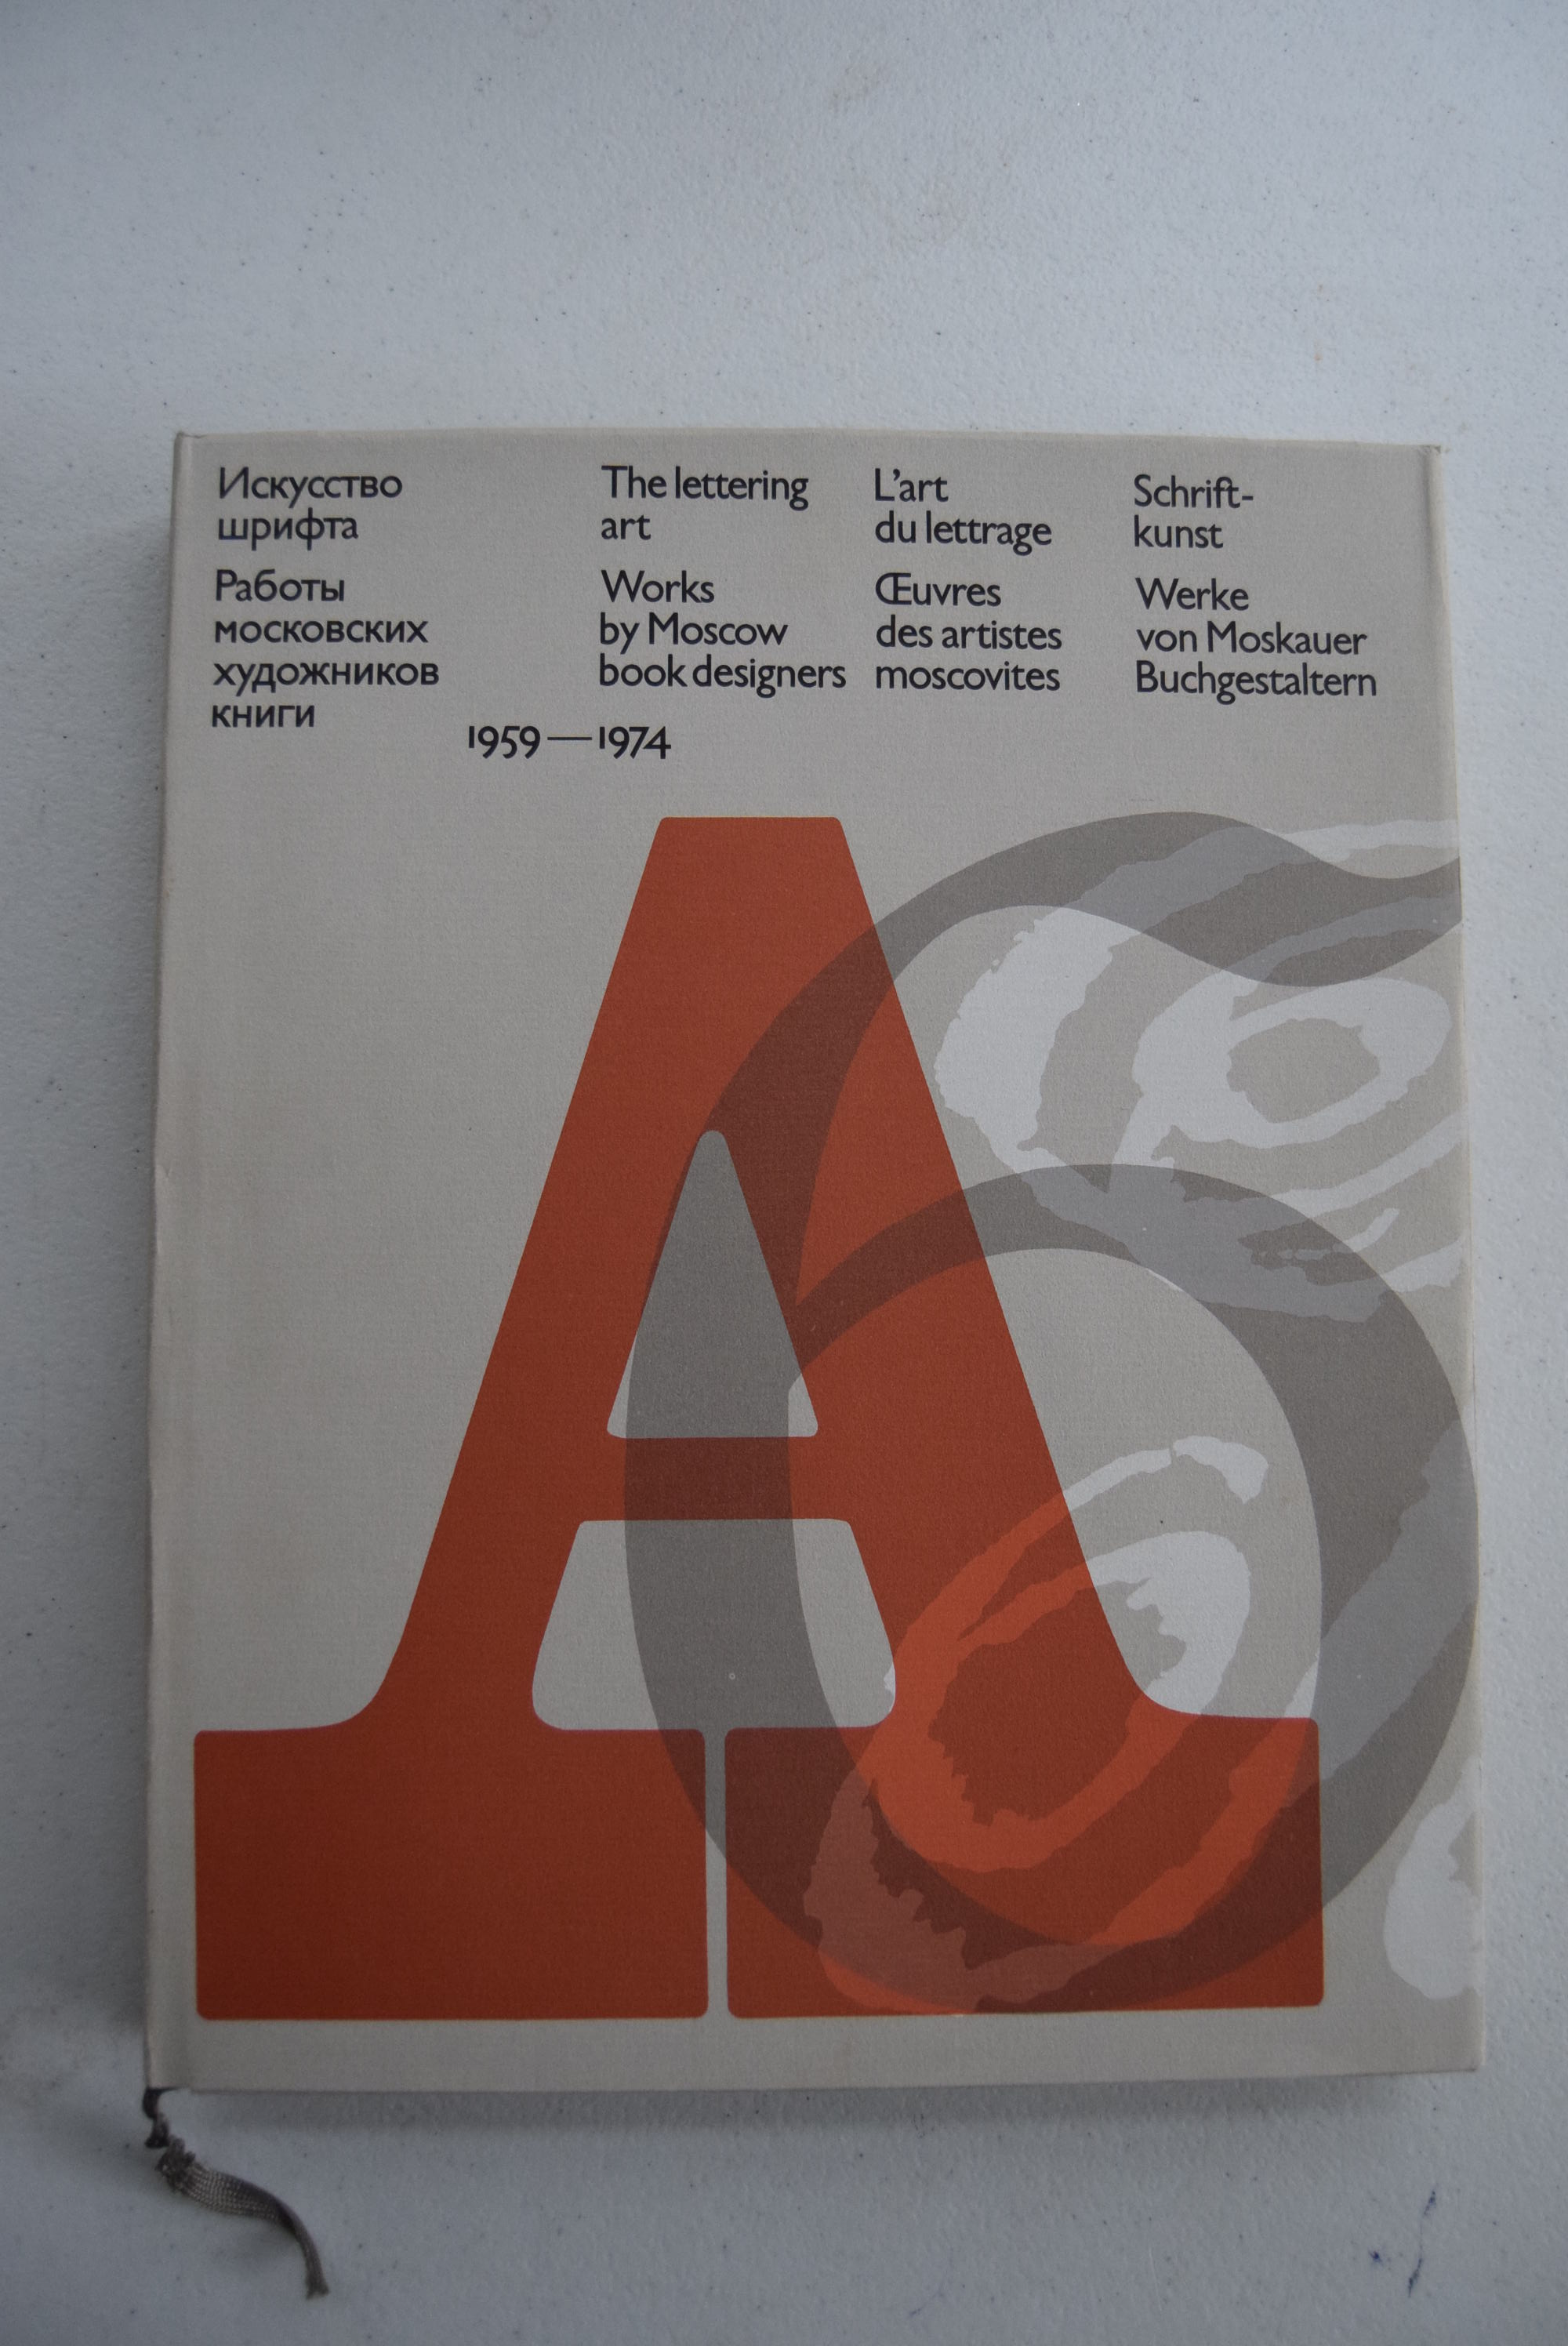 Искусство
шрифта
Работы
московских
художников
книги
The lettering
art
Works
by Moscow
book designers
L'art
du lettrage
Œuvres
des artistes
moscovites
Schrift-
kunst
Werke
von Moskauer
Buchgestaltern
1959—1974
А
б